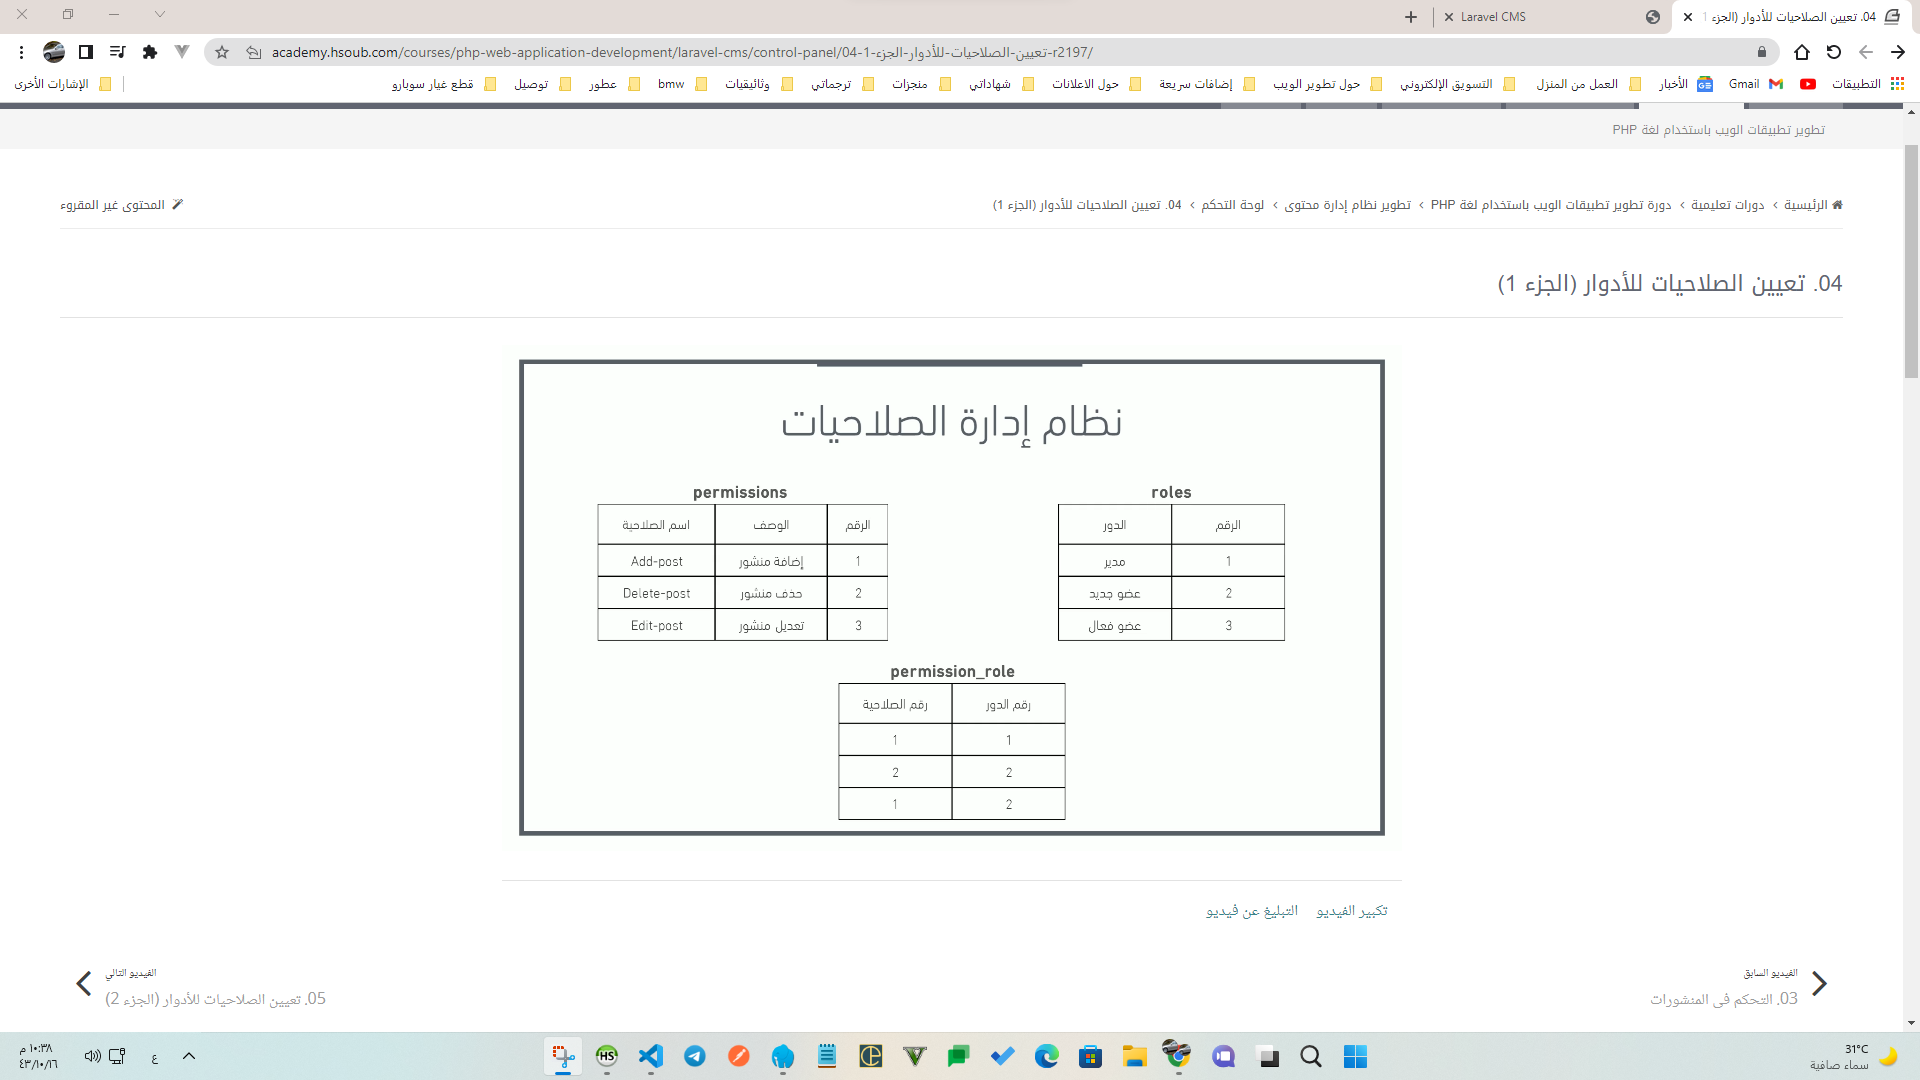 04. تعيين الصلاحيات للأدوار (الجزء 1
Laravel CMS
academy.hsoub.com/courses/php-web-application-development/laravel-cms/control-panel/04-تعيين-الصلاحيات-للأدوار-الجزء-1-r2197/
التطبيقات
Gmail
الأخبار
العمل من المنزل
التسويق الإلكتروني
حول تطوير الويب
إضافات سريعة
حول الاعلانات
شهاداتي
منجزات
ترجماتي
وثائيقيات
bmw
عطور
توصيل
قطع غيار سوبارو
الإشارات الأخرى
تطوير تطبيقات الويب باستخدام لغة PHP
الرئيسية › دورات تعليمية › دورة تطوير تطبيقات الويب باستخدام لغة PHP › تطوير نظام إدارة محتوى › لوحة التحكم › 04. تعيين الصلاحيات للأدوار (الجزء 1)
المحتوى غير المقروء
04. تعيين الصلاحيات للأدوار (الجزء 1)
نظام إدارة الصلاحيات
roles
الرقم الدور
1 مدير
2 عضو جديد
3 عضو فعال
permissions
الرقم الوصف اسم الصلاحية
1 إضافة منشور Add-post
2 حذف منشور Delete-post
3 تعديل منشور Edit-post
permission_role
رقم الدور رقم الصلاحية
1 1
2 2
2 1
تكبير الفيديو
التبليغ عن فيديو
الفيديو السابق
03. التحكم في المنشورات
الفيديو التالي
05. تعيين الصلاحيات للأدوار (الجزء 2)
31°C
سماء صافية
HS
ع
١٠:٣٨ م
٤٣/١٠/١٦